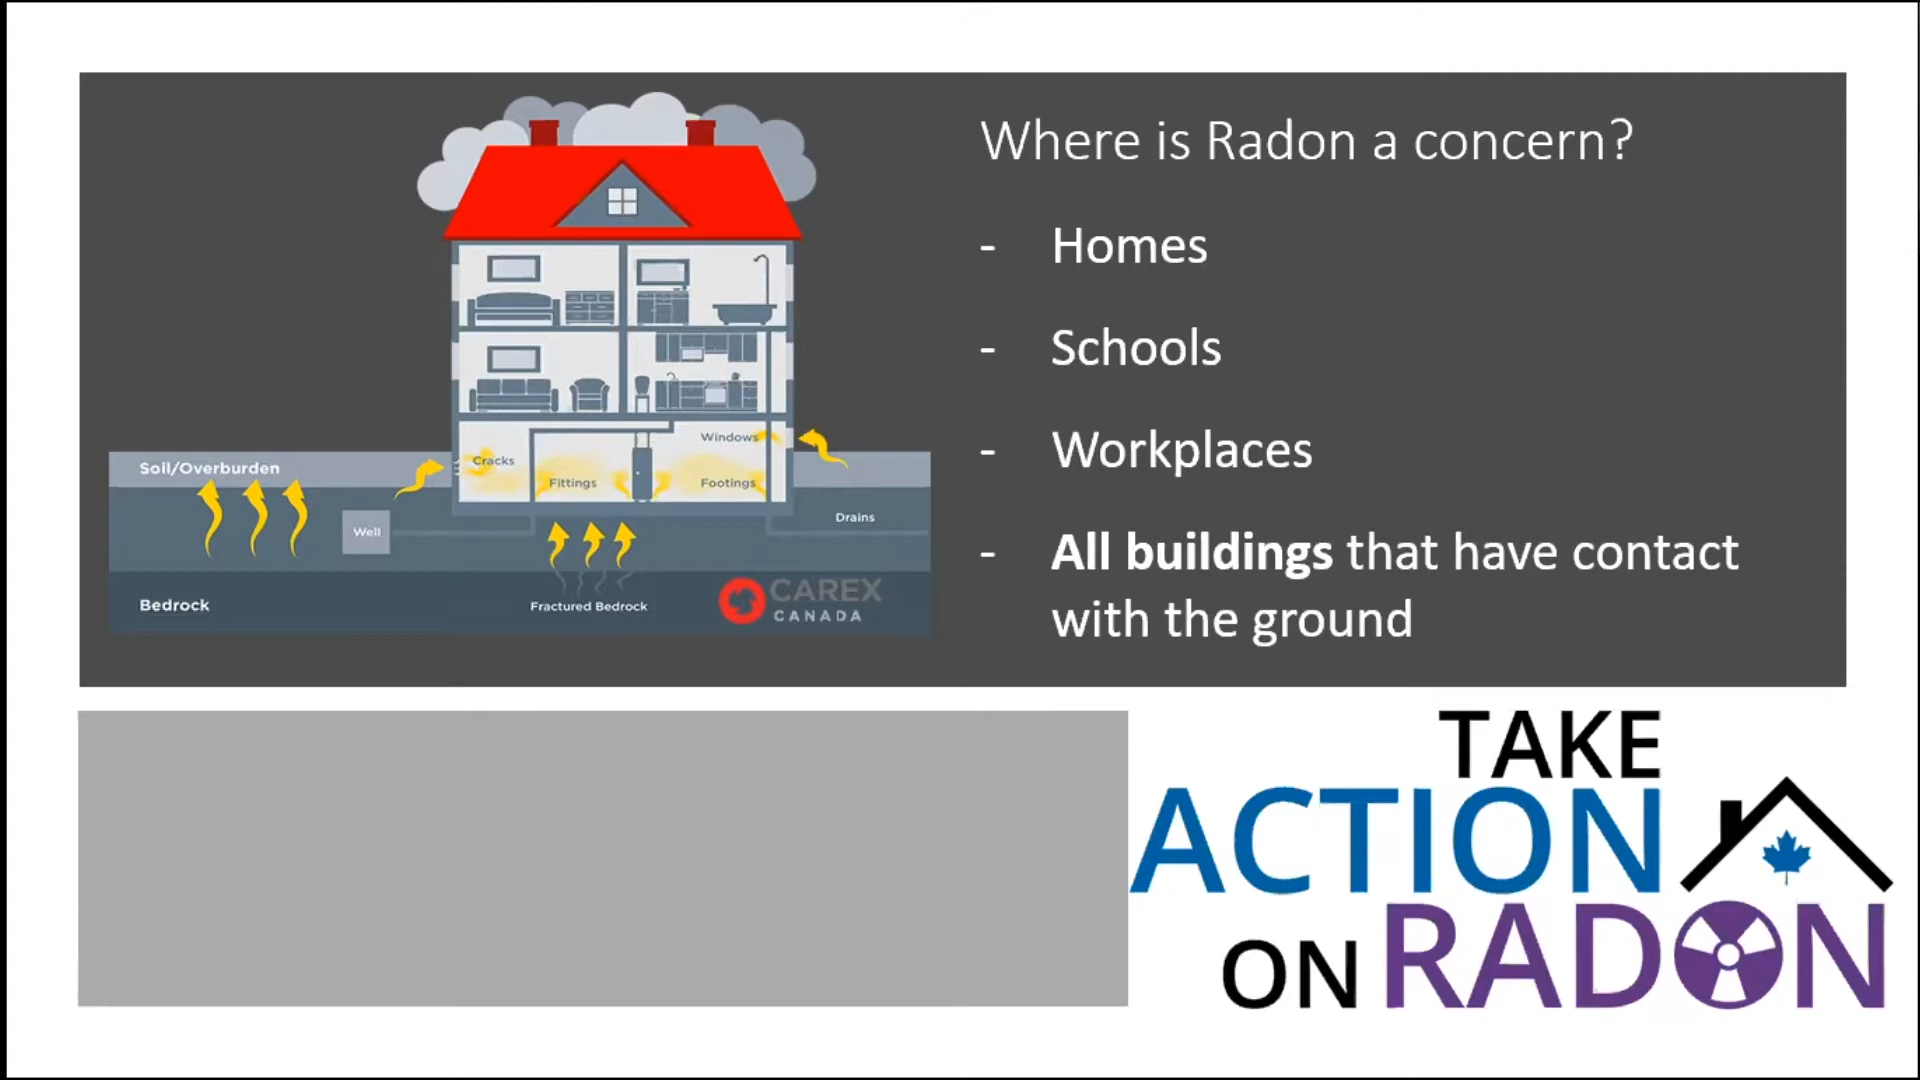 Where is Radon a concern?
- Homes
- Schools
- Workplaces
- All buildings that have contact
with the ground
Windows
Cracks
Soil/Overburden
Fittings
Footings
Drains
Well
Bedrock
Fractured Bedrock
CAREX
CANADA
TAKE
ACTION
ON RADON